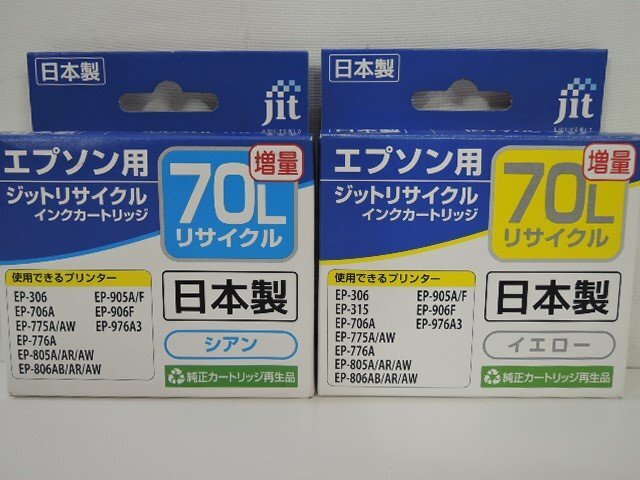 日本製
jit
エプソン用
ジットリサイクル
インクカートリッジ
増量
70L
リサイクル
使用できるプリンター
EP-306 EP-905A/F
EP-706A EP-906F
EP-775A/AW EP-976A3
EP-776A
EP-805A/AR/AW
EP-806AB/AR/AW
日本製
シアン
純正カートリッジ再生品
日本製
jit
日本製
エプソン用
ジットリサイクル
インクカートリッジ
増量
70L
リサイクル
使用できるプリンター
EP-306 EP-905A/F
EP-315 EP-906F
EP-706A EP-976A3
EP-775A/AW
EP-776A
EP-805A/AR/AW
EP-806AB/AR/AW
日本製
イエロー
純正カートリッジ再生品